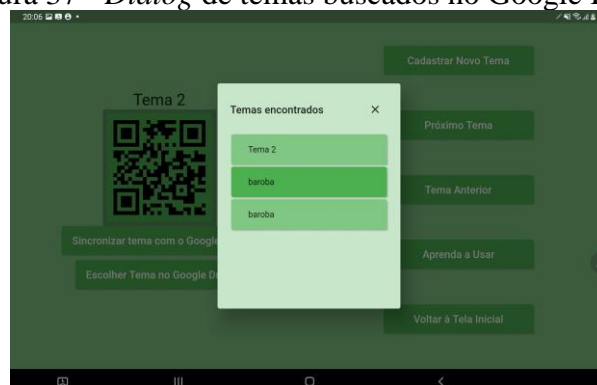 37 - Dialog de temas buscados no Google
20:06
Cadastrar Novo Tema
Tema 2
Temas encontrados
Próximo Tema
Tema 2
baroba
Tema Anterior
baroba
Sincronizar tema com o Google
Aprenda a Usar
Escolher Tema no Google
Voltar à Tela Inicial